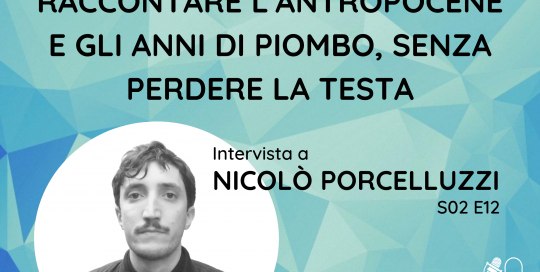 RACCONTARE L'ANTROPOCENE
E GLI ANNI DI PIOMBO, SENZA
PERDERE LA TESTA
Intervista a
NICOLÒ PORCELLUZZI
S02 E12